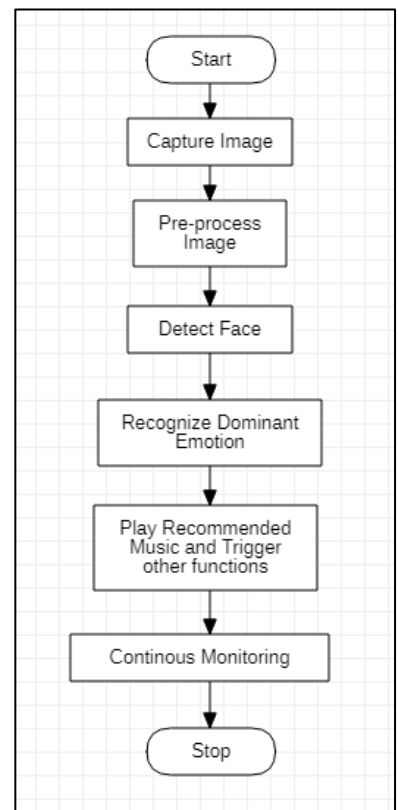 Start
Capture Image
Pre-process
Image
Detect Face
Recognize Dominant
Emotion
Play Recommended
Music and Trigger
other functions
Continous Monitoring
Stop